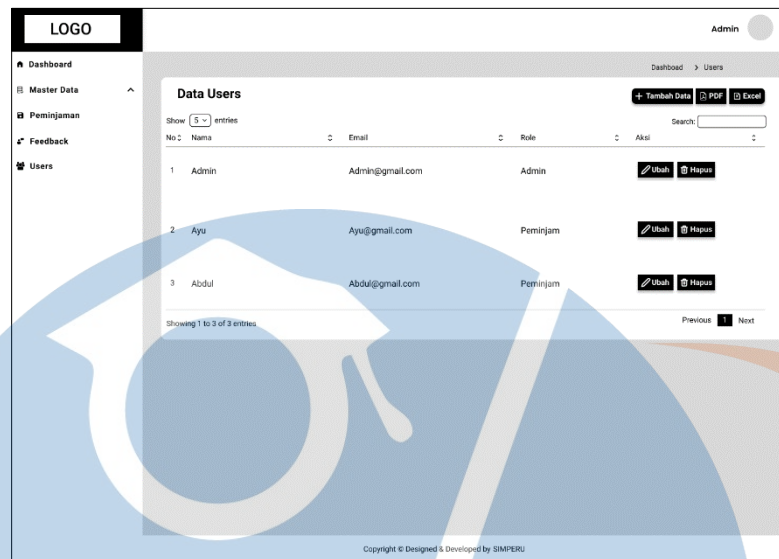 LOGO
Admin
Dashboard
Dashboad > Users
Master Data
Peminjaman
Feedback
Users
Data Users
+ Tambah Data PDF Excel
Show 5 entries
Search:
No Nama Email Role Aksi
1 Admin Admin@gmail.com Admin Ubah Hapus
2 Ayu Ayu@gmail.com Peminjam Ubah Hapus
3 Abdul Abdul@gmail.com Peminjam Ubah Hapus
Showing 1 to 3 of 3 entries
Previous 1 Next
Copyright © Designed & Developed by SIMPERU